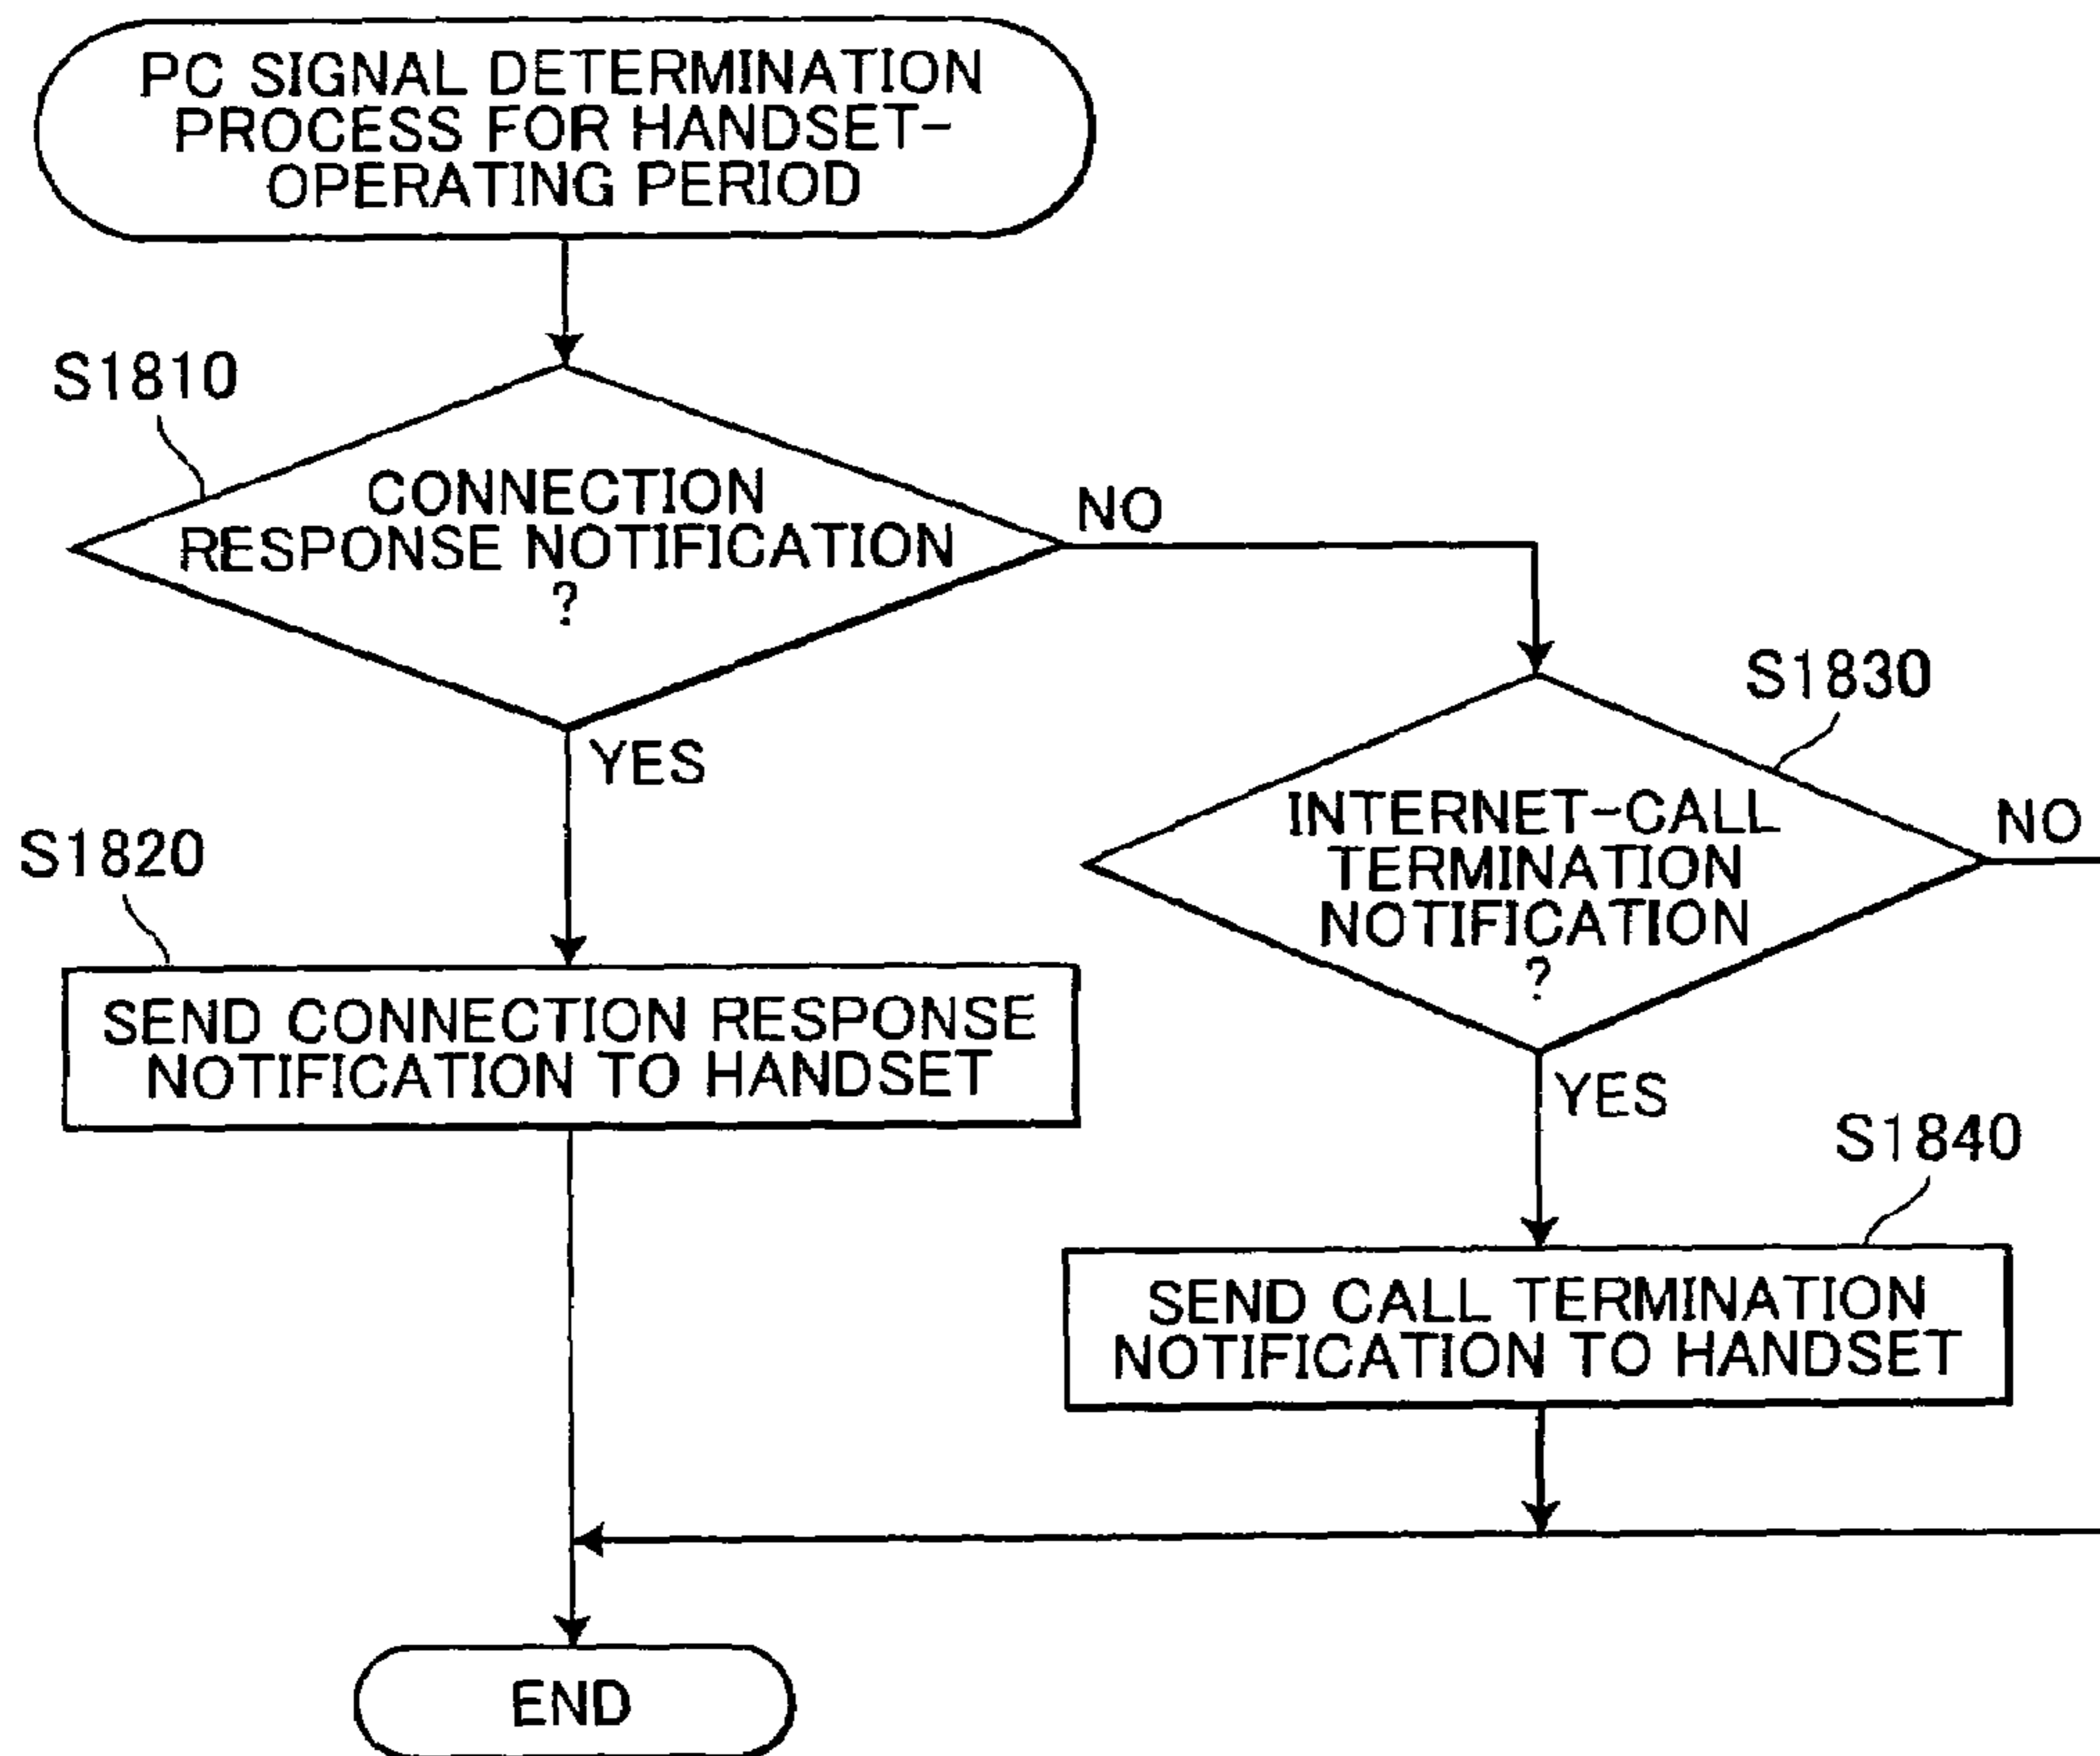 PC SIGNAL DETERMINATION
PROCESS FOR HANDSET-
OPERATING PERIOD
S1810
CONNECTION
RESPONSE NOTIFICATION
?
NO
YES
S1820
SEND CONNECTION RESPONSE
NOTIFICATION TO HANDSET
S1830
INTERNET-CALL
TERMINATION
NOTIFICATION
?
NO
YES
S1840
SEND CALL TERMINATION
NOTIFICATION TO HANDSET
END